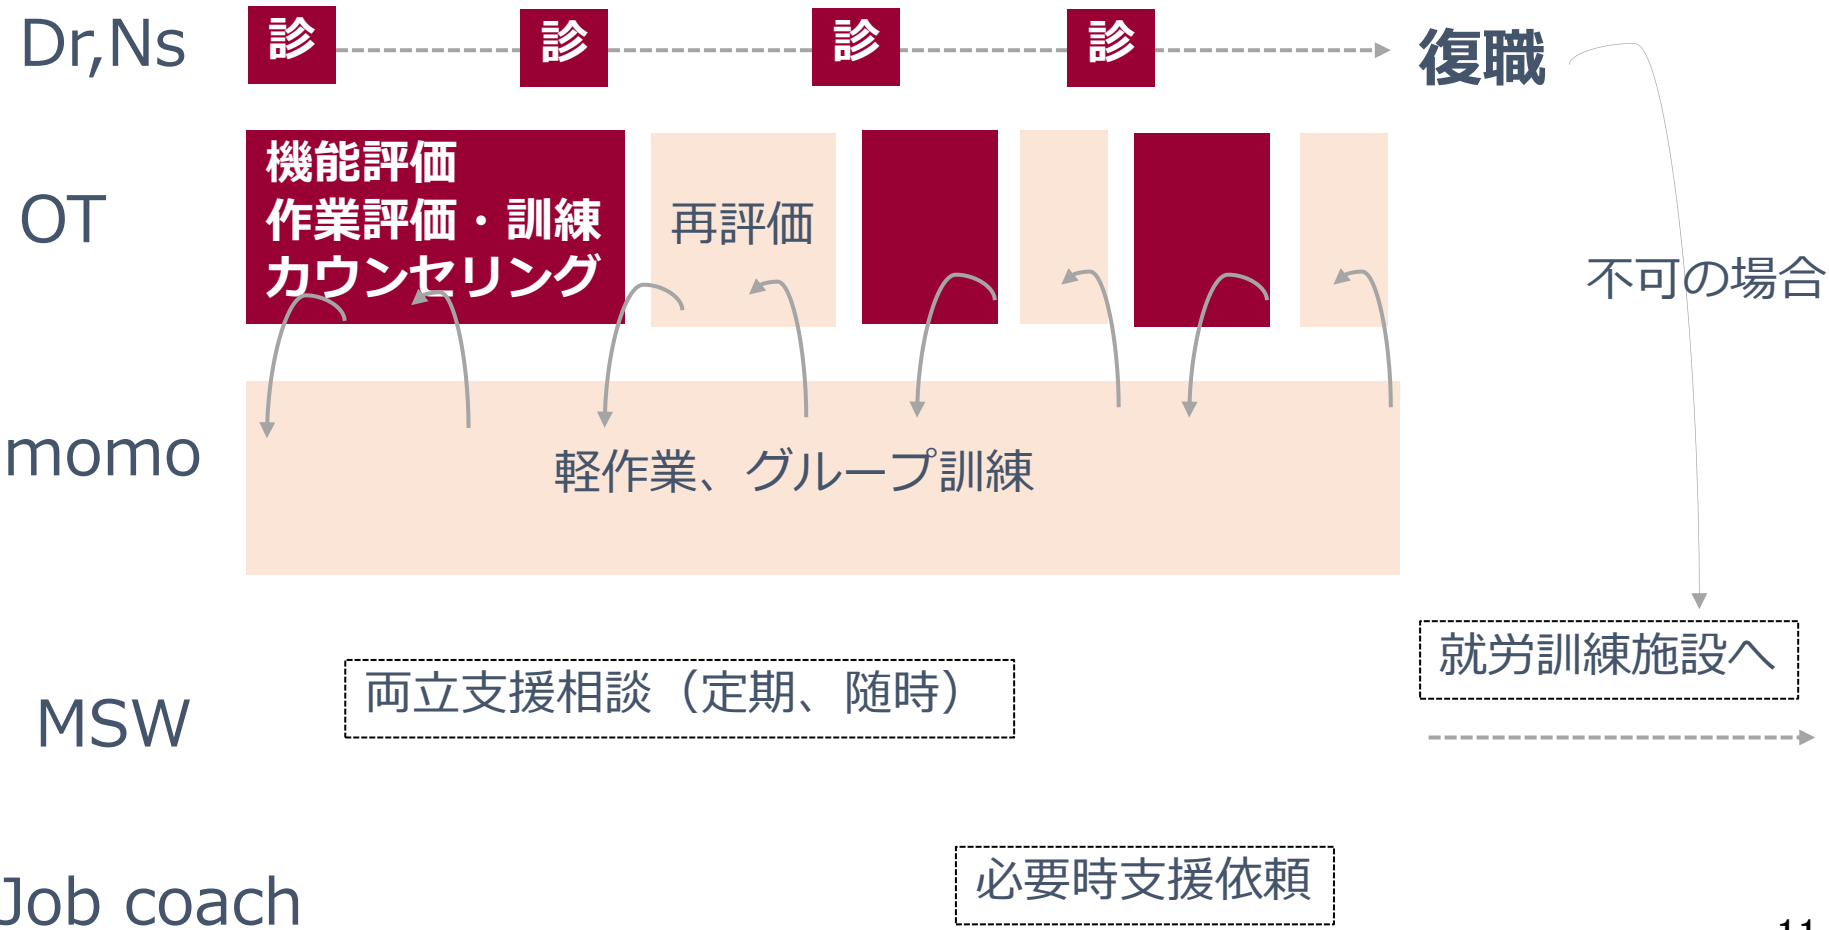 Dr,Ns
診
診
診
診
復職
OT
機能評価
作業評価・訓練
カウンセリング
再評価
不可の場合
momo
軽作業、グループ訓練
就労訓練施設へ
MSW
両立支援相談（定期、随時）
Job coach
必要時支援依頼
11